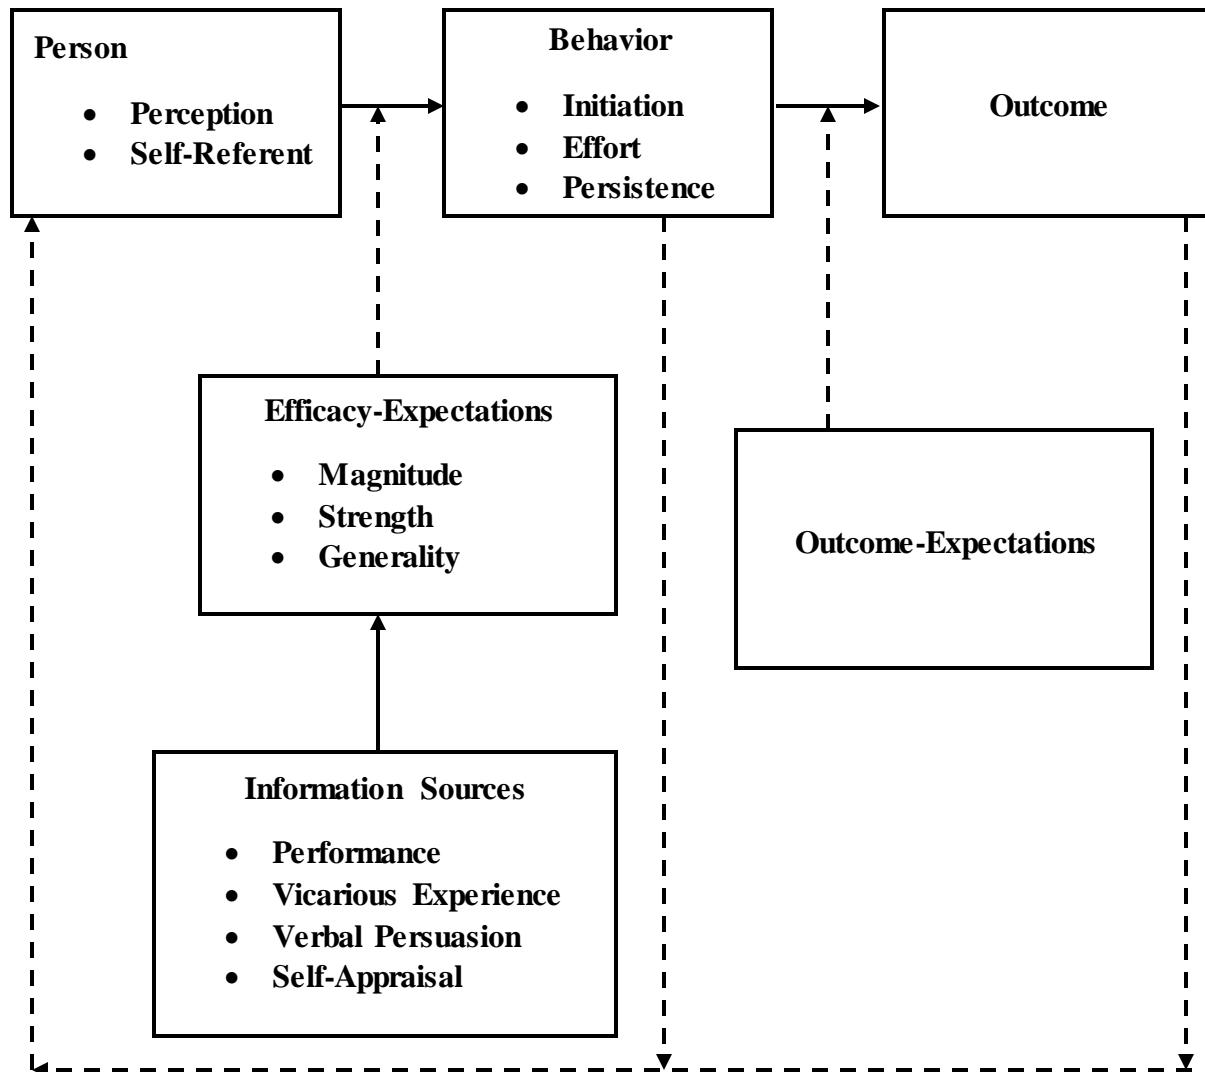 Person
• Perception
• Self-Referent
Behavior
• Initiation
• Effort
• Persistence
Outcome
Efficacy-Expectations
• Magnitude
• Strength
• Generality
Outcome-Expectations
Information Sources
• Performance
• Vicarious Experience
• Verbal Persuasion
• Self-Appraisal